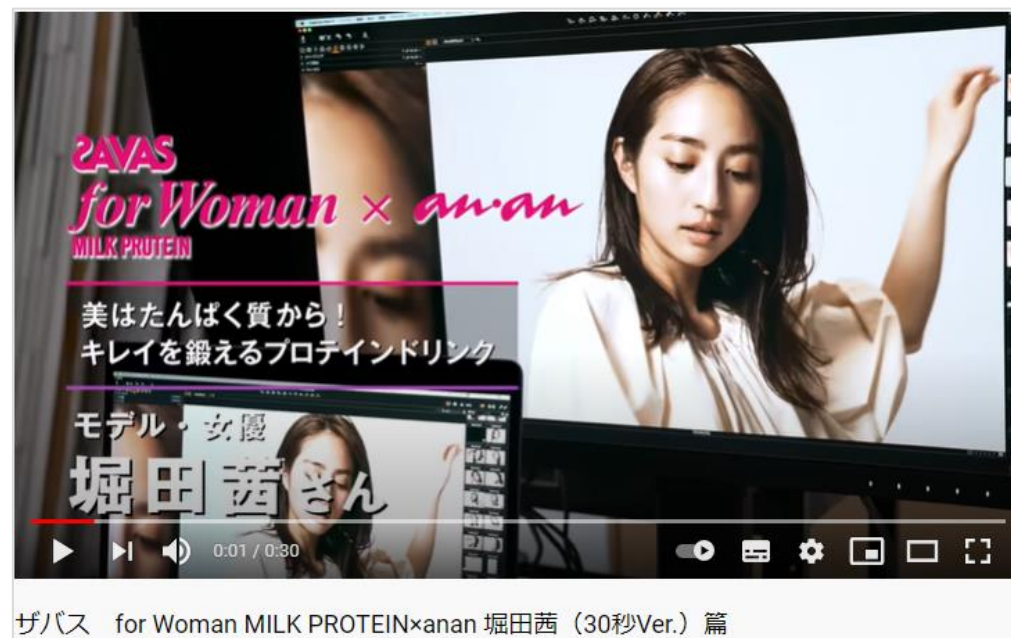 SAVAS
for Woman × an·an
MILK PROTEIN
美はたんぱく質から!
キレイを鍛えるプロテインドリンク
モデル・女優
堀田茜さん
0:01 / 0:30
ザバス for Woman MILK PROTEIN×anan 堀田茜（30秒Ver.）篇